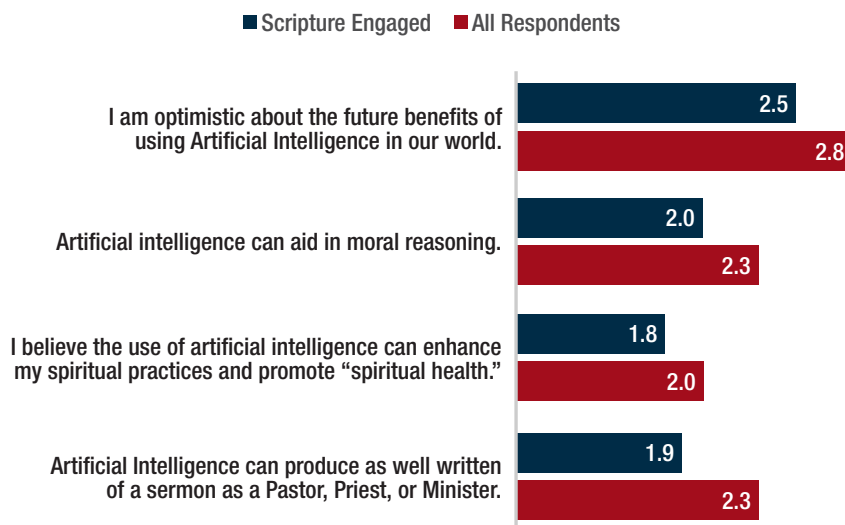 Scripture Engaged All Respondents
I am optimistic about the future benefits of
using Artificial Intelligence in our world.
2.5
2.8
Artificial intelligence can aid in moral reasoning.
2.0
2.3
I believe the use of artificial intelligence can enhance
my spiritual practices and promote “spiritual health.”
1.8
2.0
Artificial Intelligence can produce as well written
of a sermon as a Pastor, Priest, or Minister.
1.9
2.3